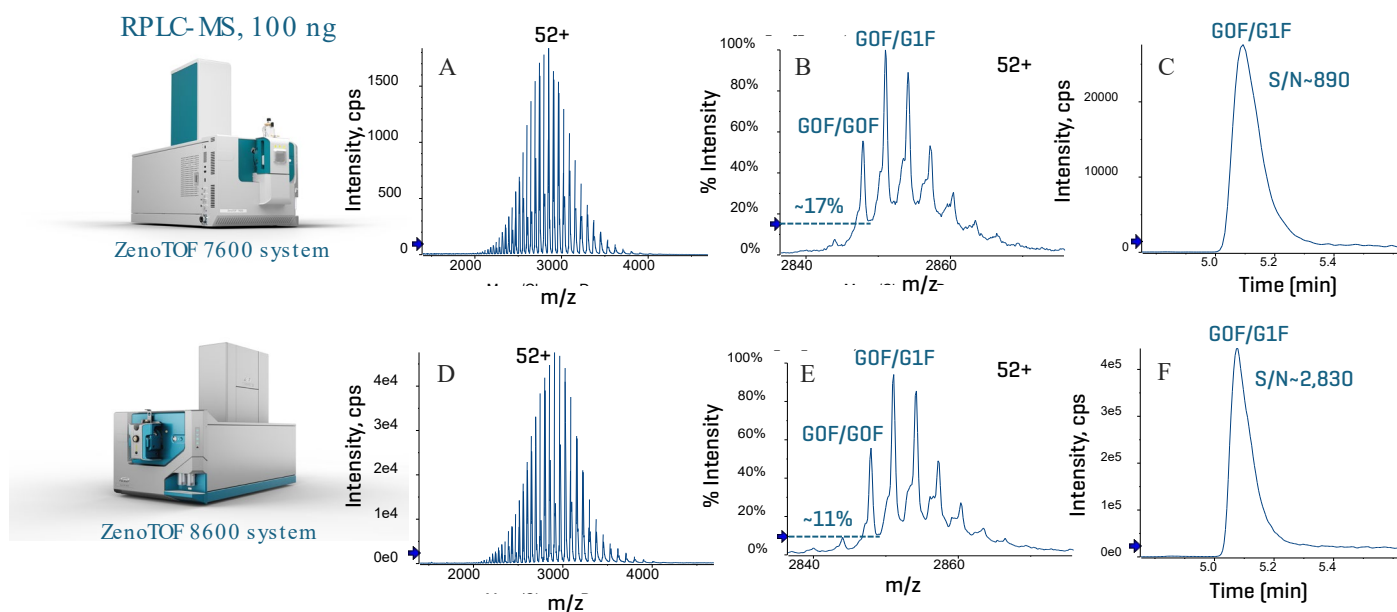 RPLC-MS, 100 ng
ZenoTOF 7600 system
A
52+
Intensity, cps
1500
1000
500
0
2000
3000
4000
m/z
B
G0F/G1F
52+
G0F/G0F
% Intensity
100%
80%
60%
40%
20%
0%
~17%
2840
2860
m/z
C
G0F/G1F
S/N~890
Intensity, cps
20000
10000
0
5.0
5.2
5.4
Time (min)
ZenoTOF 8600 system
D
52+
Intensity, cps
4e4
3e4
2e4
1e4
0e0
2000
3000
4000
m/z
E
G0F/G1F
52+
G0F/G0F
% Intensity
100%
80%
60%
40%
20%
0%
~11%
2840
2860
m/z
F
G0F/G1F
S/N~2,830
Intensity, cps
4e5
3e5
2e5
1e5
0e0
5.0
5.2
5.4
Time (min)